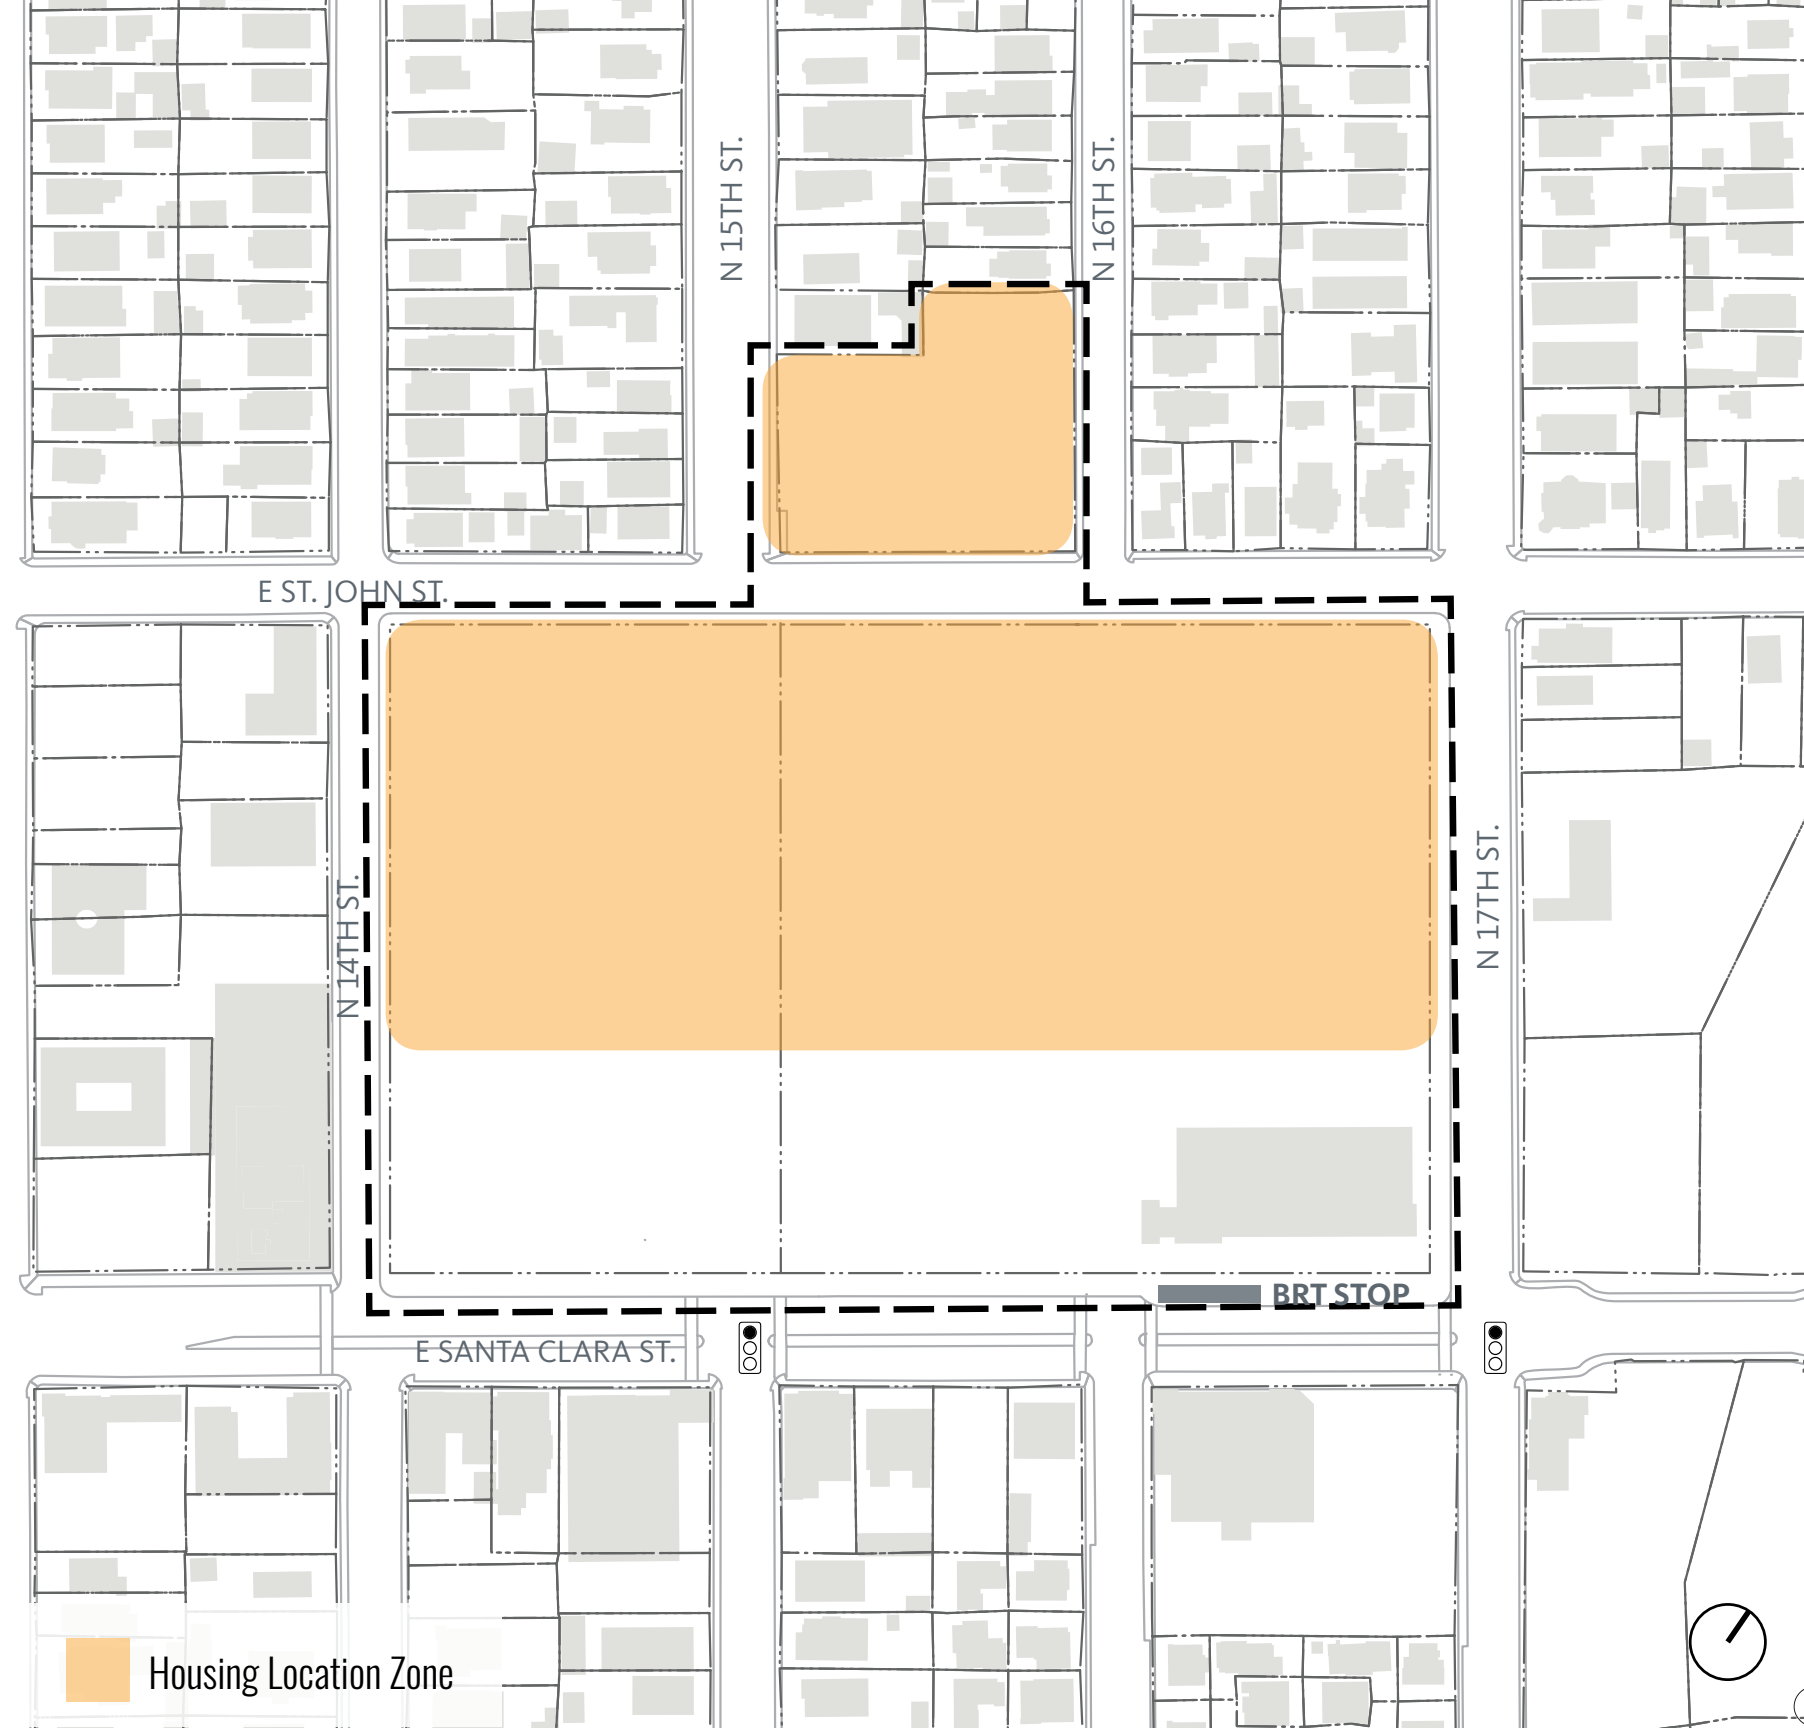 N 15TH ST.
N 16TH ST.
E ST. JOHN ST.
N 14TH ST.
N 17TH ST.
BRT STOP
E SANTA CLARA ST.
Housing Location Zone